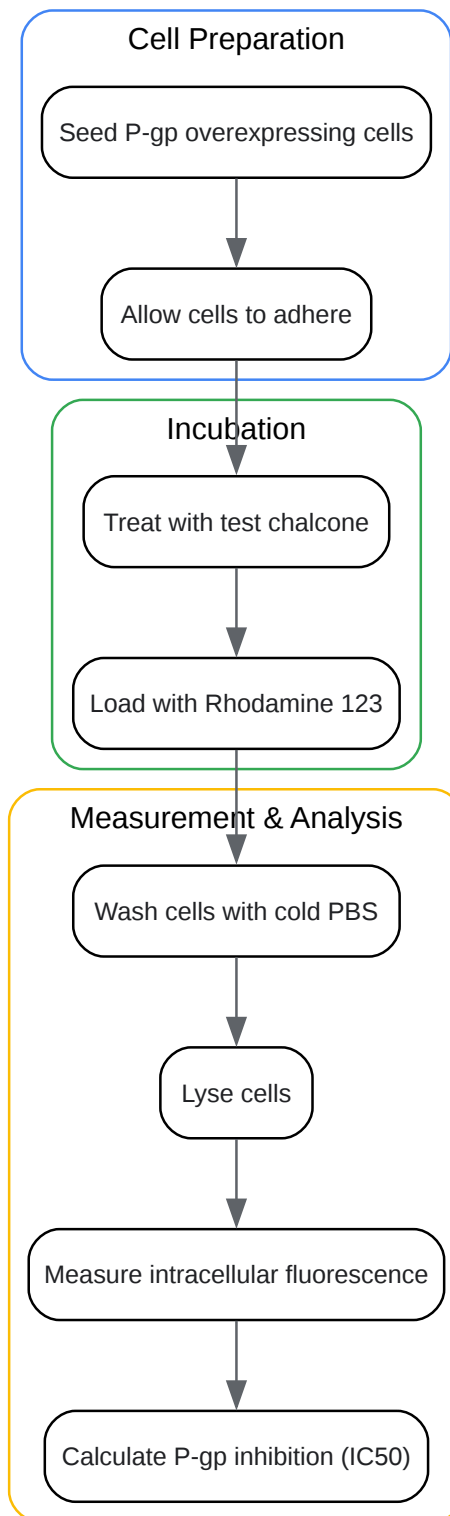 Cell Preparation
Seed P-gp overexpressing cells
Allow cells to adhere
Incubation
Treat with test chalcone
Load with Rhodamine 123
Measurement & Analysis
Wash cells with cold PBS
Lyse cells
Measure intracellular fluorescence
Calculate P-gp inhibition (IC50)